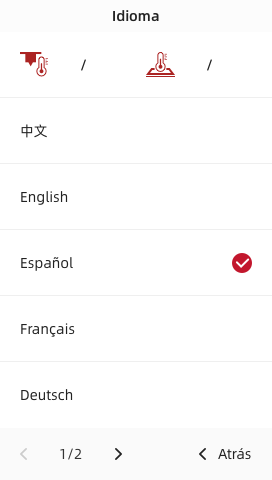 Idioma
/ /
中文
English
Español
Français
Deutsch
1/2 Atrás